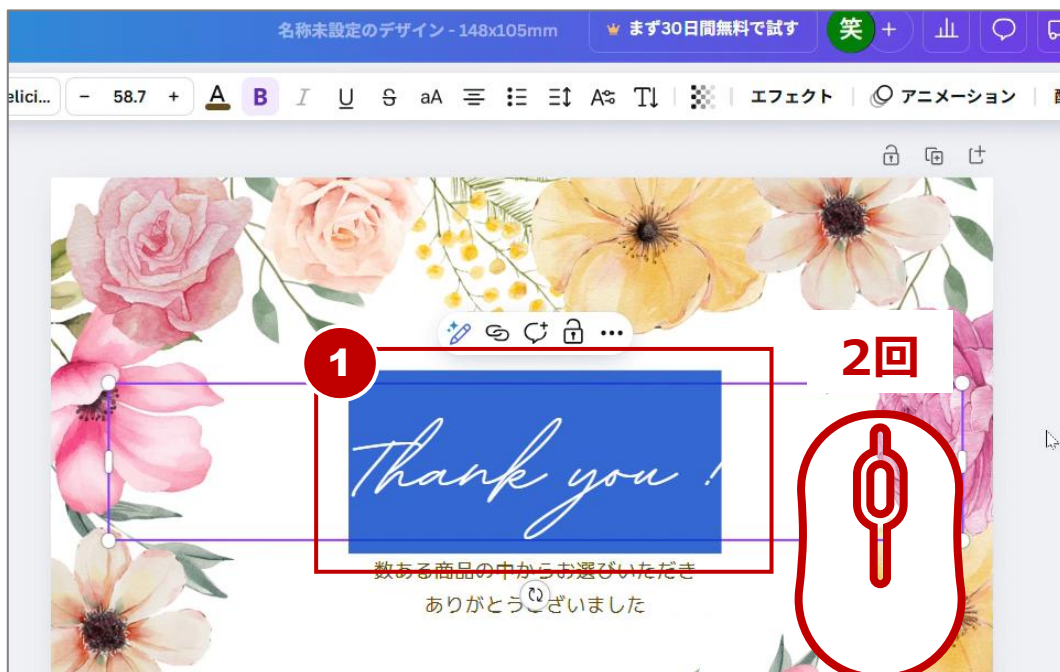 名称未設定のデザイン - 148x105mm
まず30日間無料で試す
笑
+
elici...
- 58.7 +
A B I U S aA
エフェクト
アニメーション
2回
1
Thank you !
数ある商品の中からお選びいただき
ありがとうございました